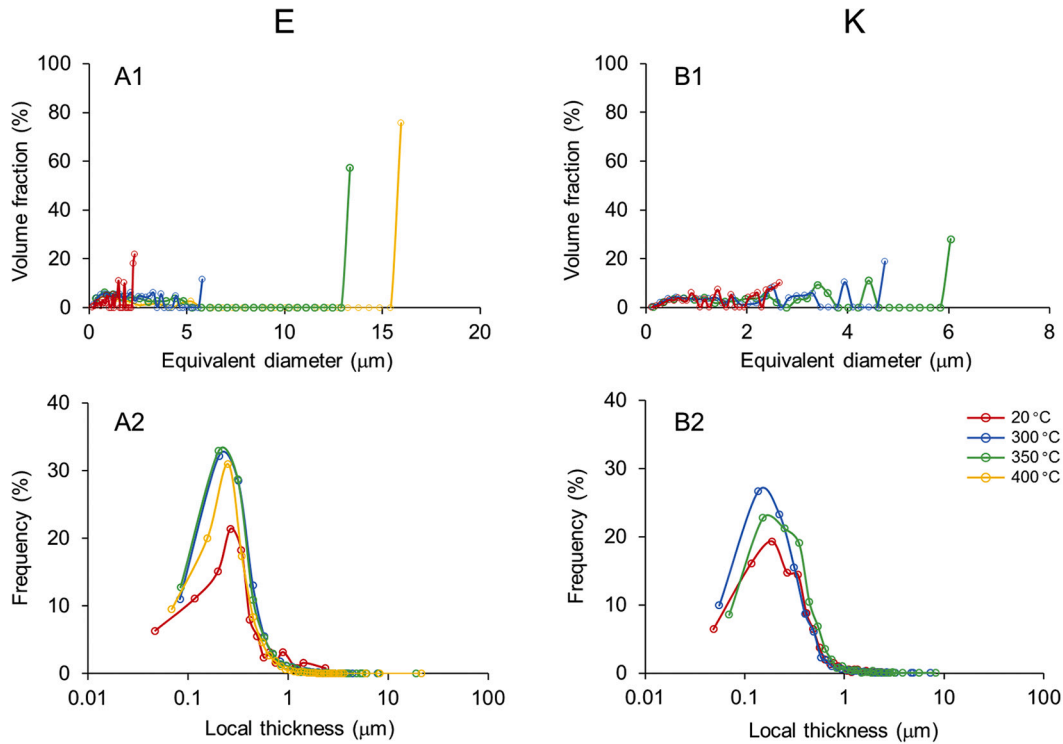 E
K
A1
100
80
60
40
20
0
Volume fraction (%)
0
5
10
15
20
Equivalent diameter (μm)
B1
100
80
60
40
20
0
Volume fraction (%)
0
2
4
6
8
Equivalent diameter (μm)
A2
40
30
20
10
0
Frequency (%)
0.01
0.1
1
10
100
Local thickness (μm)
B2
40
30
20
10
0
Frequency (%)
0.01
0.1
1
10
100
Local thickness (μm)
20 °C
300 °C
350 °C
400 °C